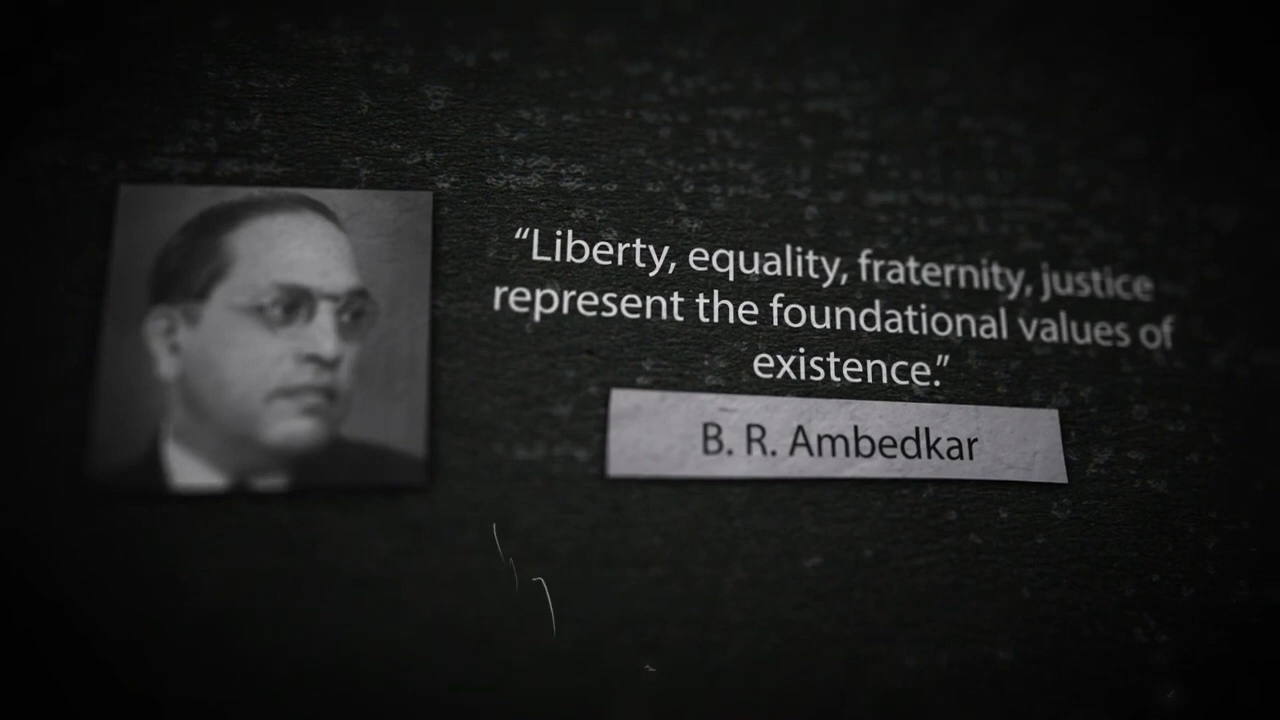 “Liberty, equality, fraternity, justice
represent the foundational values of
existence.”
B. R. Ambedkar